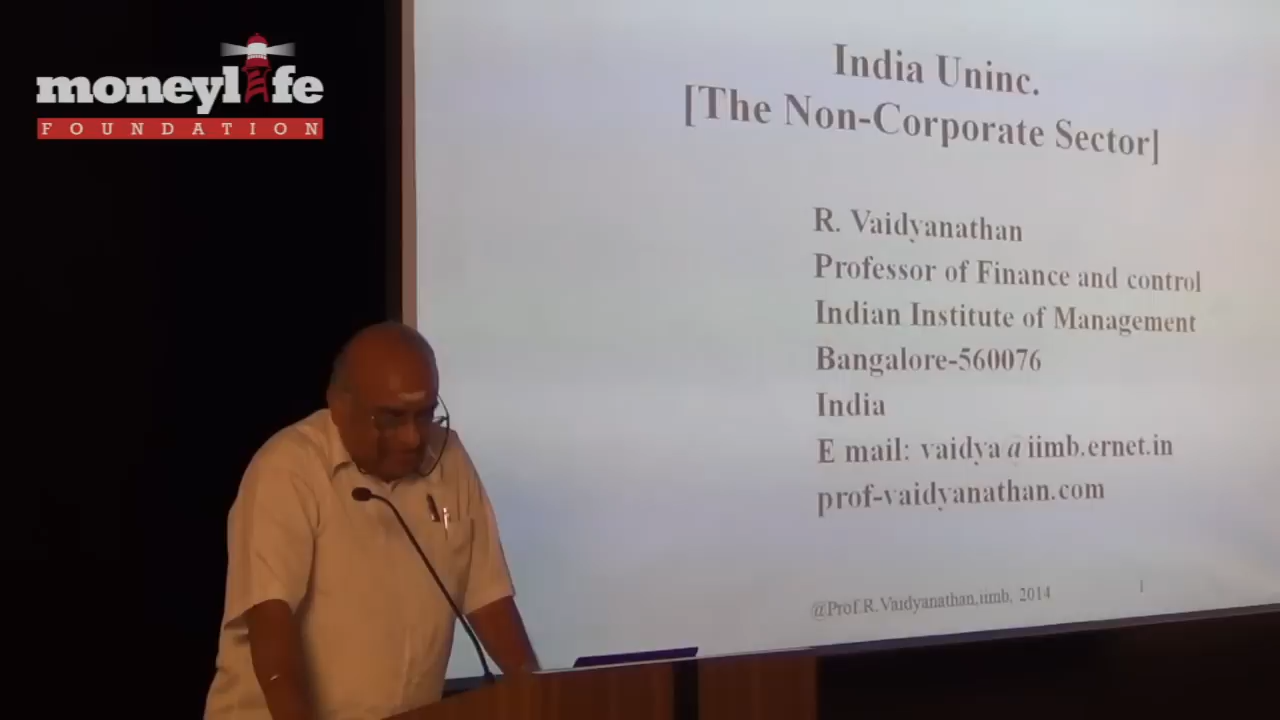 moneylife
FOUNDATION
India Uninc.
[The Non-Corporate Sector]
R. Vaidyanathan
Professor of Finance and control
Indian Institute of Management
Bangalore-560076
India
E mail: vaidya@iimb.ernet.in
prof-vaidyanathan.com
@Prof.R.Vaidyanathan,iimb, 2014
1